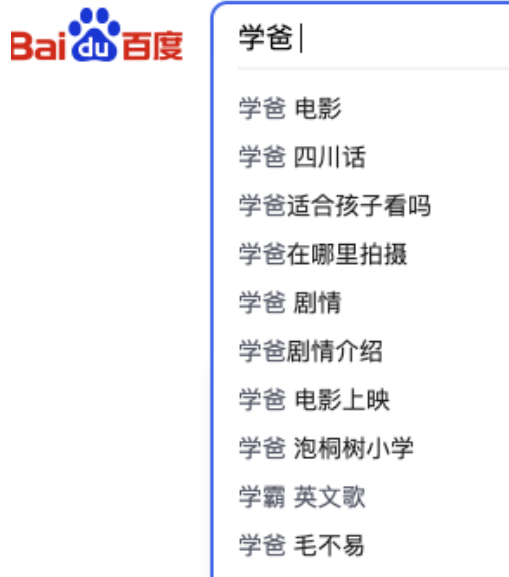 Bai du 百度
学爸
学爸 电影
学爸 四川话
学爸适合孩子看吗
学爸在哪里拍摄
学爸 剧情
学爸剧情介绍
学爸 电影上映
学爸 泡桐树小学
学霸 英文歌
学爸 毛不易